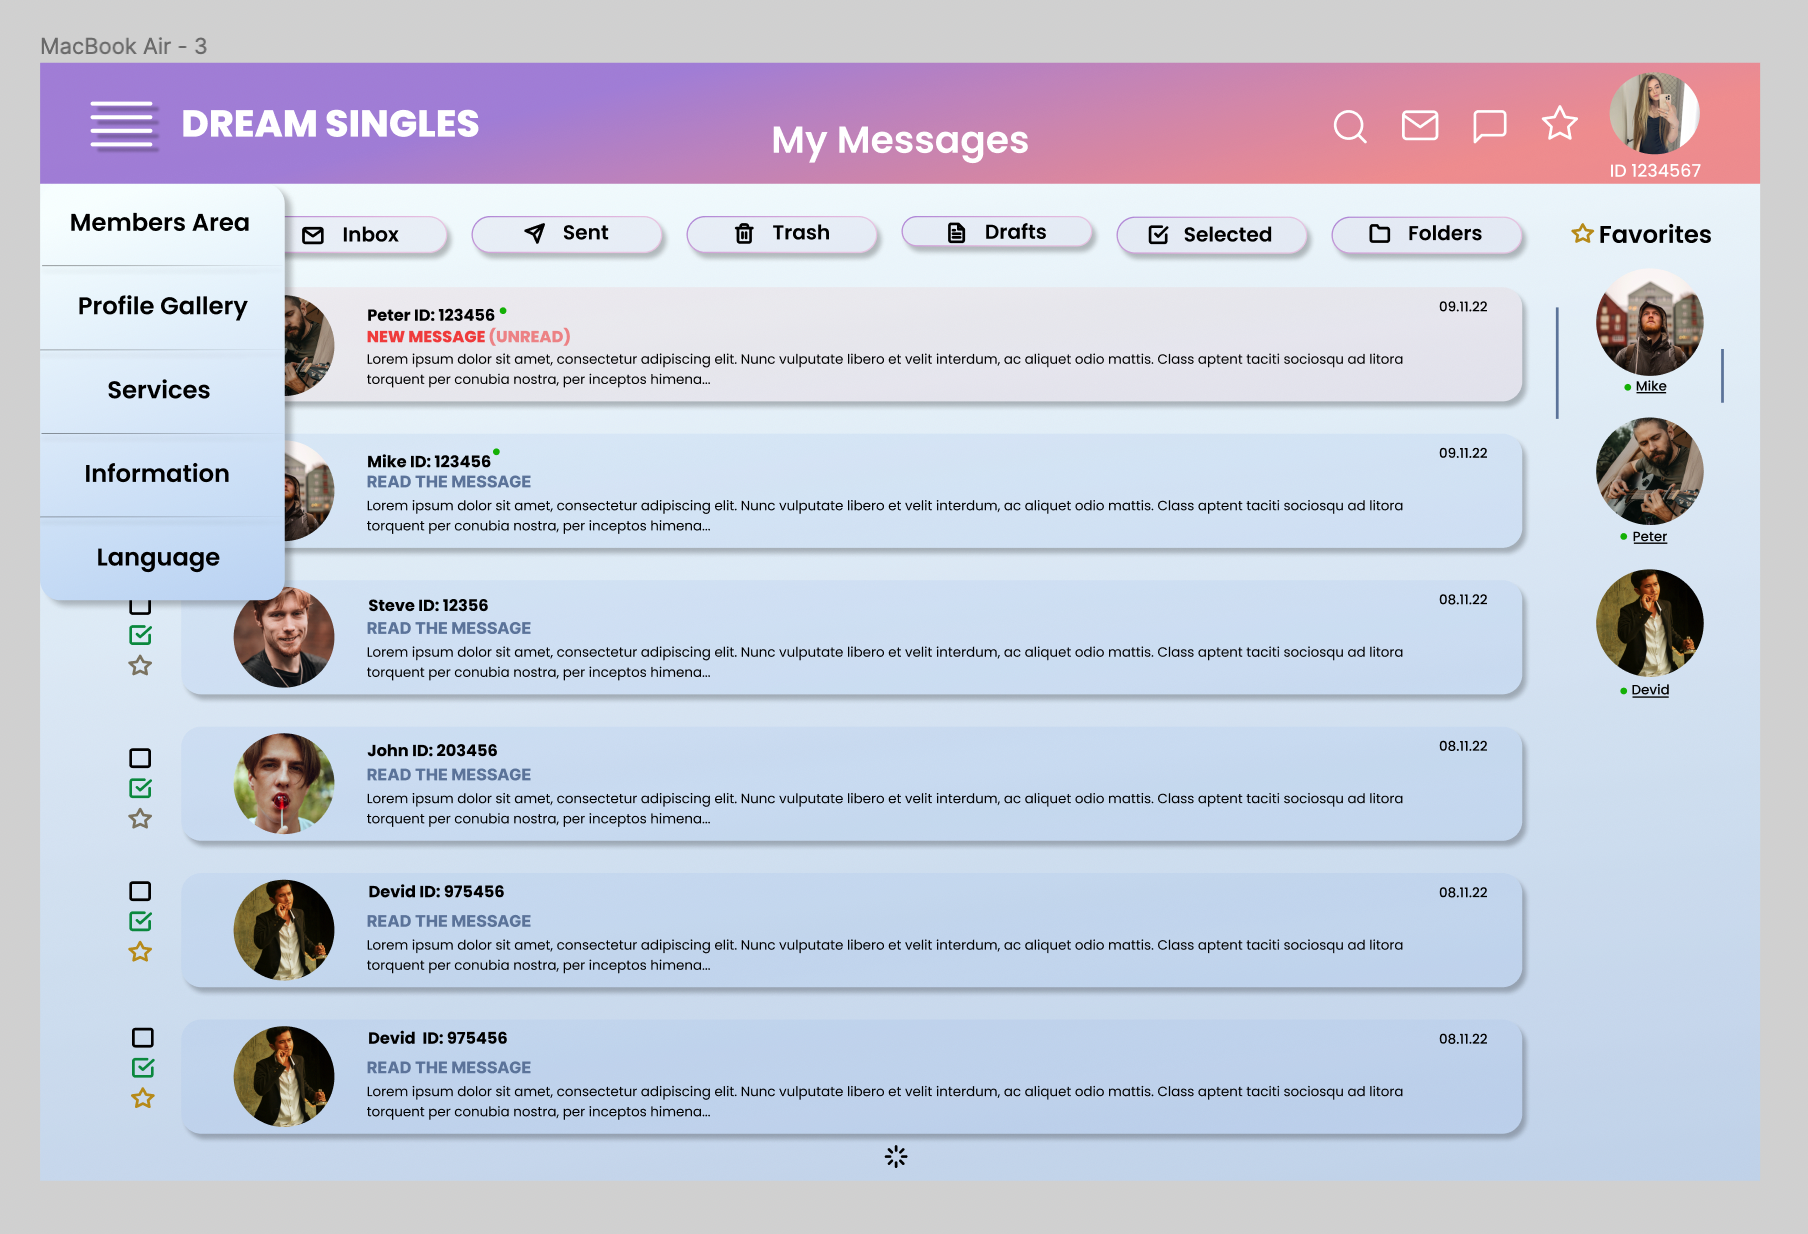 MacBook Air - 3
DREAM SINGLES
My Messages
ID 1234567
Members Area
Profile Gallery
Services
Information
Language
Inbox
Sent
Trash
Drafts
Selected
Folders
Favorites
Peter ID: 123456
09.11.22
NEW MESSAGE (UNREAD)
Lorem ipsum dolor sit amet, consectetur adipiscing elit. Nunc vulputate libero et velit interdum, ac aliquet odio mattis. Class aptent taciti sociosqu ad litora
torquent per conubia nostra, per inceptos himena...
Mike ID: 123456
09.11.22
READ THE MESSAGE
Lorem ipsum dolor sit amet, consectetur adipiscing elit. Nunc vulputate libero et velit interdum, ac aliquet odio mattis. Class aptent taciti sociosqu ad litora
torquent per conubia nostra, per inceptos himena...
Steve ID: 12356
08.11.22
READ THE MESSAGE
Lorem ipsum dolor sit amet, consectetur adipiscing elit. Nunc vulputate libero et velit interdum, ac aliquet odio mattis. Class aptent taciti sociosqu ad litora
torquent per conubia nostra, per inceptos himena...
John ID: 203456
08.11.22
READ THE MESSAGE
Lorem ipsum dolor sit amet, consectetur adipiscing elit. Nunc vulputate libero et velit interdum, ac aliquet odio mattis. Class aptent taciti sociosqu ad litora
torquent per conubia nostra, per inceptos himena...
Devid ID: 975456
08.11.22
READ THE MESSAGE
Lorem ipsum dolor sit amet, consectetur adipiscing elit. Nunc vulputate libero et velit interdum, ac aliquet odio mattis. Class aptent taciti sociosqu ad litora
torquent per conubia nostra, per inceptos himena...
Devid ID: 975456
08.11.22
READ THE MESSAGE
Lorem ipsum dolor sit amet, consectetur adipiscing elit. Nunc vulputate libero et velit interdum, ac aliquet odio mattis. Class aptent taciti sociosqu ad litora
torquent per conubia nostra, per inceptos himena...
Mike
Peter
Devid